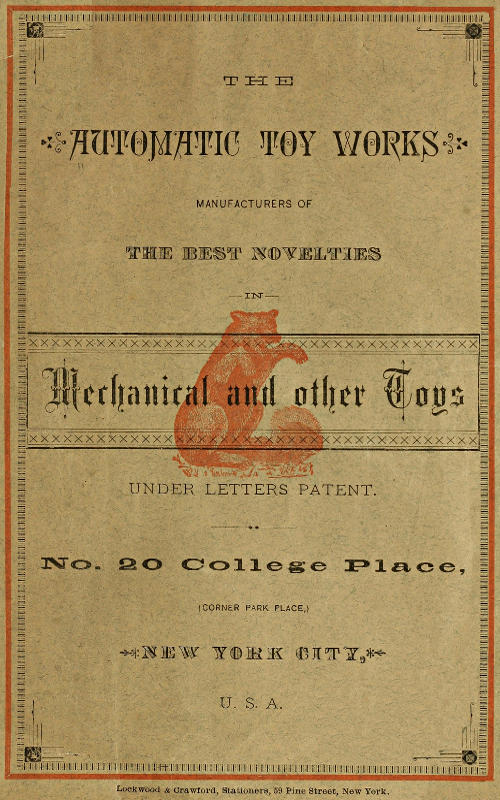 THE
AUTOMATIC TOY WORKS
MANUFACTURERS OF
THE BEST NOVELTIES
IN
Mechanical and other Toys
UNDER LETTERS PATENT.
No. 20 College Place,
(CORNER PARK PLACE,)
NEW YORK CITY,
U. S. A.
Lockwood & Crawford, Stationers, 59 Pine Street, New York.